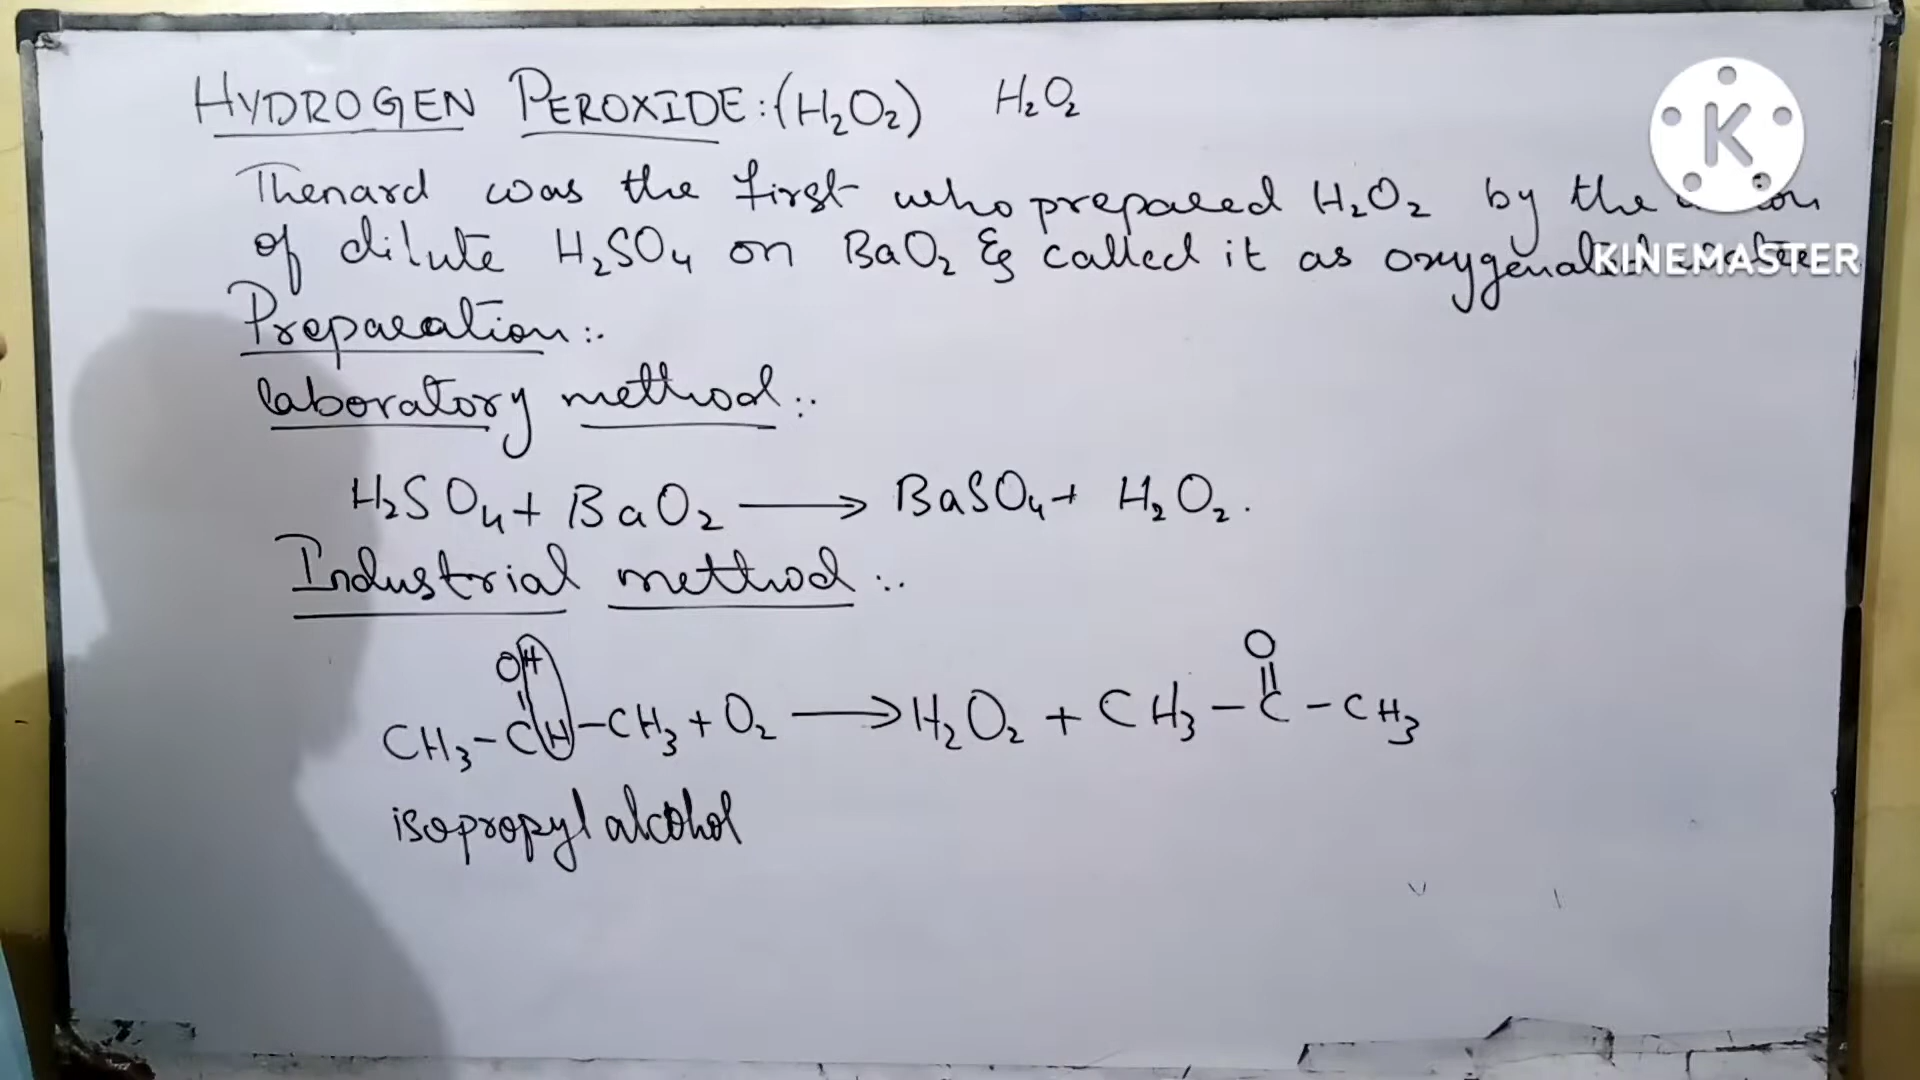 HYDROGEN PEROXIDE:(H₂O₂) H₂O₂
K
Thenard was the first who prepared H₂O₂ by the
of dilute H₂SO₄ on BaO₂ & called it as oxygenated
KINEMASTER
Preparation:.
laboratory method:.
H₂SO₄ + BaO₂ ⟶ BaSO₄ + H₂O₂.
Industrial method:.
OH O
CH₃-CH-CH₃ + O₂ ⟶ H₂O₂ + CH₃-C-CH₃
isopropyl alcohol